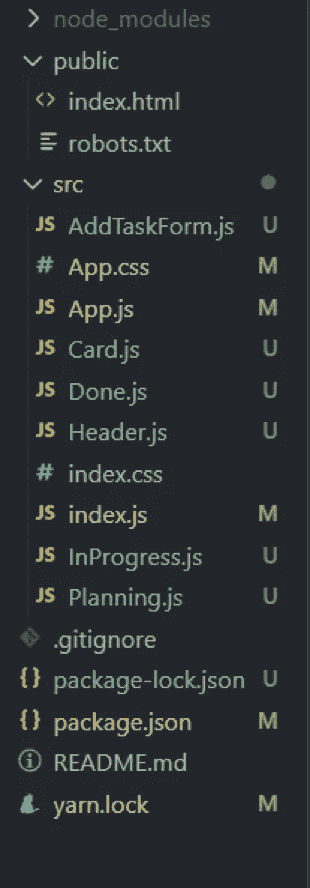 node_modules
public
<> index.html
robots.txt
src
JS AddTaskForm.js U
# App.css M
JS App.js M
JS Card.js U
JS Done.js U
JS Header.js U
# index.css
JS index.js M
JS InProgress.js U
JS Planning.js U
.gitignore
{} package-lock.json U
{} package.json M
README.md
yarn.lock M